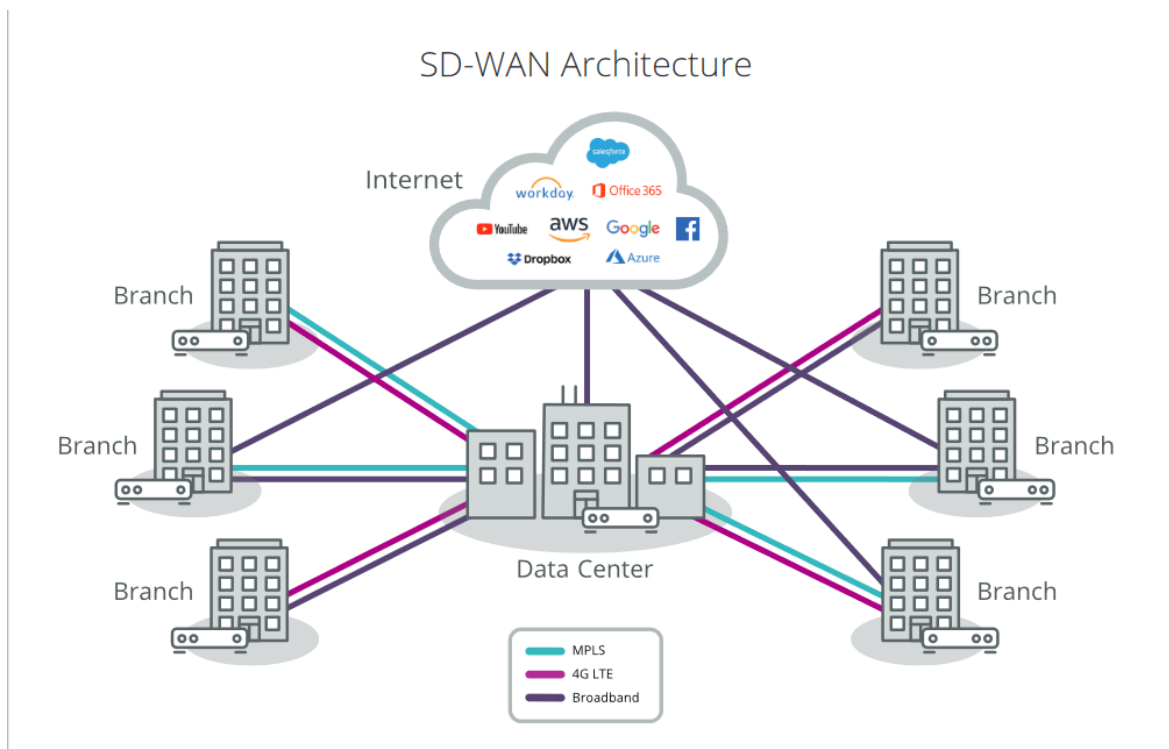 SD-WAN Architecture
salesforce
Internet
workday.
Office 365
YouTube
aws
Google
f
Dropbox
Azure
Branch
Branch
Branch
Branch
Branch
Branch
Data Center
MPLS
4G LTE
Broadband